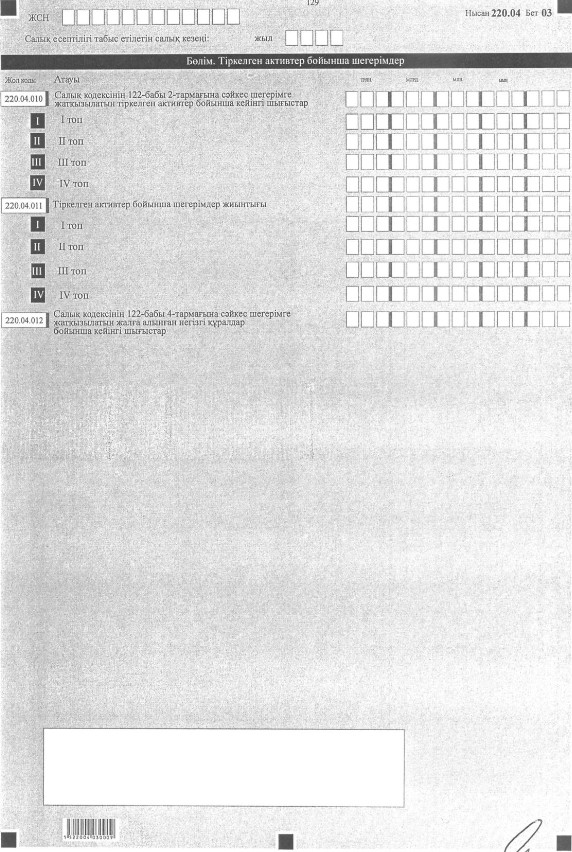 129
ЖСН
Нысан 220.04 Бет 03
Салық есептілігі табыс етілетін салық кезеңі: жыл
Бөлім. Тіркелген активтер бойынша шегерімдер
Жол коды Атауы трлн. млрд. млн. мың
220.04.010 Салық кодексінің 122-бабы 2-тармағына сәйкес шегерімге
жатқызылатын тіркелген активтер бойынша кейінгі шығыстар
I I топ
II II топ
III III топ
IV IV топ
220.04.011 Тіркелген активтер бойынша шегерімдер жиынтығы
I I топ
II II топ
III III топ
IV IV топ
220.04.012 Салық кодексінің 122-бабы 4-тармағына сәйкес шегерімге
жатқызылатын жалға алынған негізгі құралдар
бойынша кейінгі шығыстар